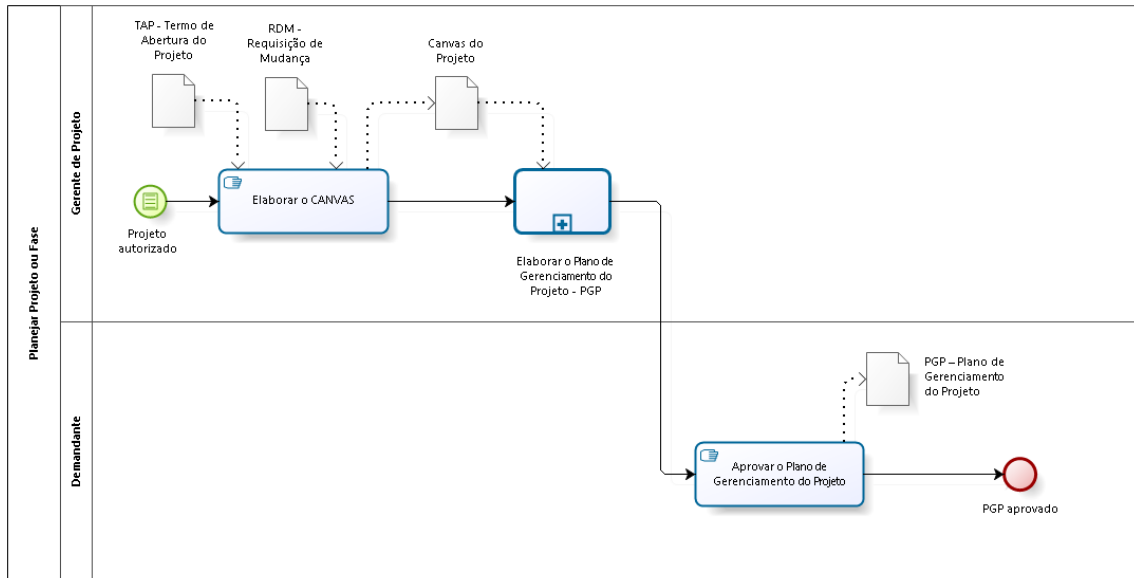 Planejar Projeto ou Fase
Gerente de Projeto
TAP - Termo de
Abertura do
Projeto
RDM -
Requisição de
Mudança
Canvas do
Projeto
Projeto
autorizado
Elaborar o CANVAS
Elaborar o Plano de
Gerenciamento do
Projeto - PGP
Demandante
PGP – Plano de
Gerenciamento
do Projeto
Aprovar o Plano de
Gerenciamento do Projeto
PGP aprovado